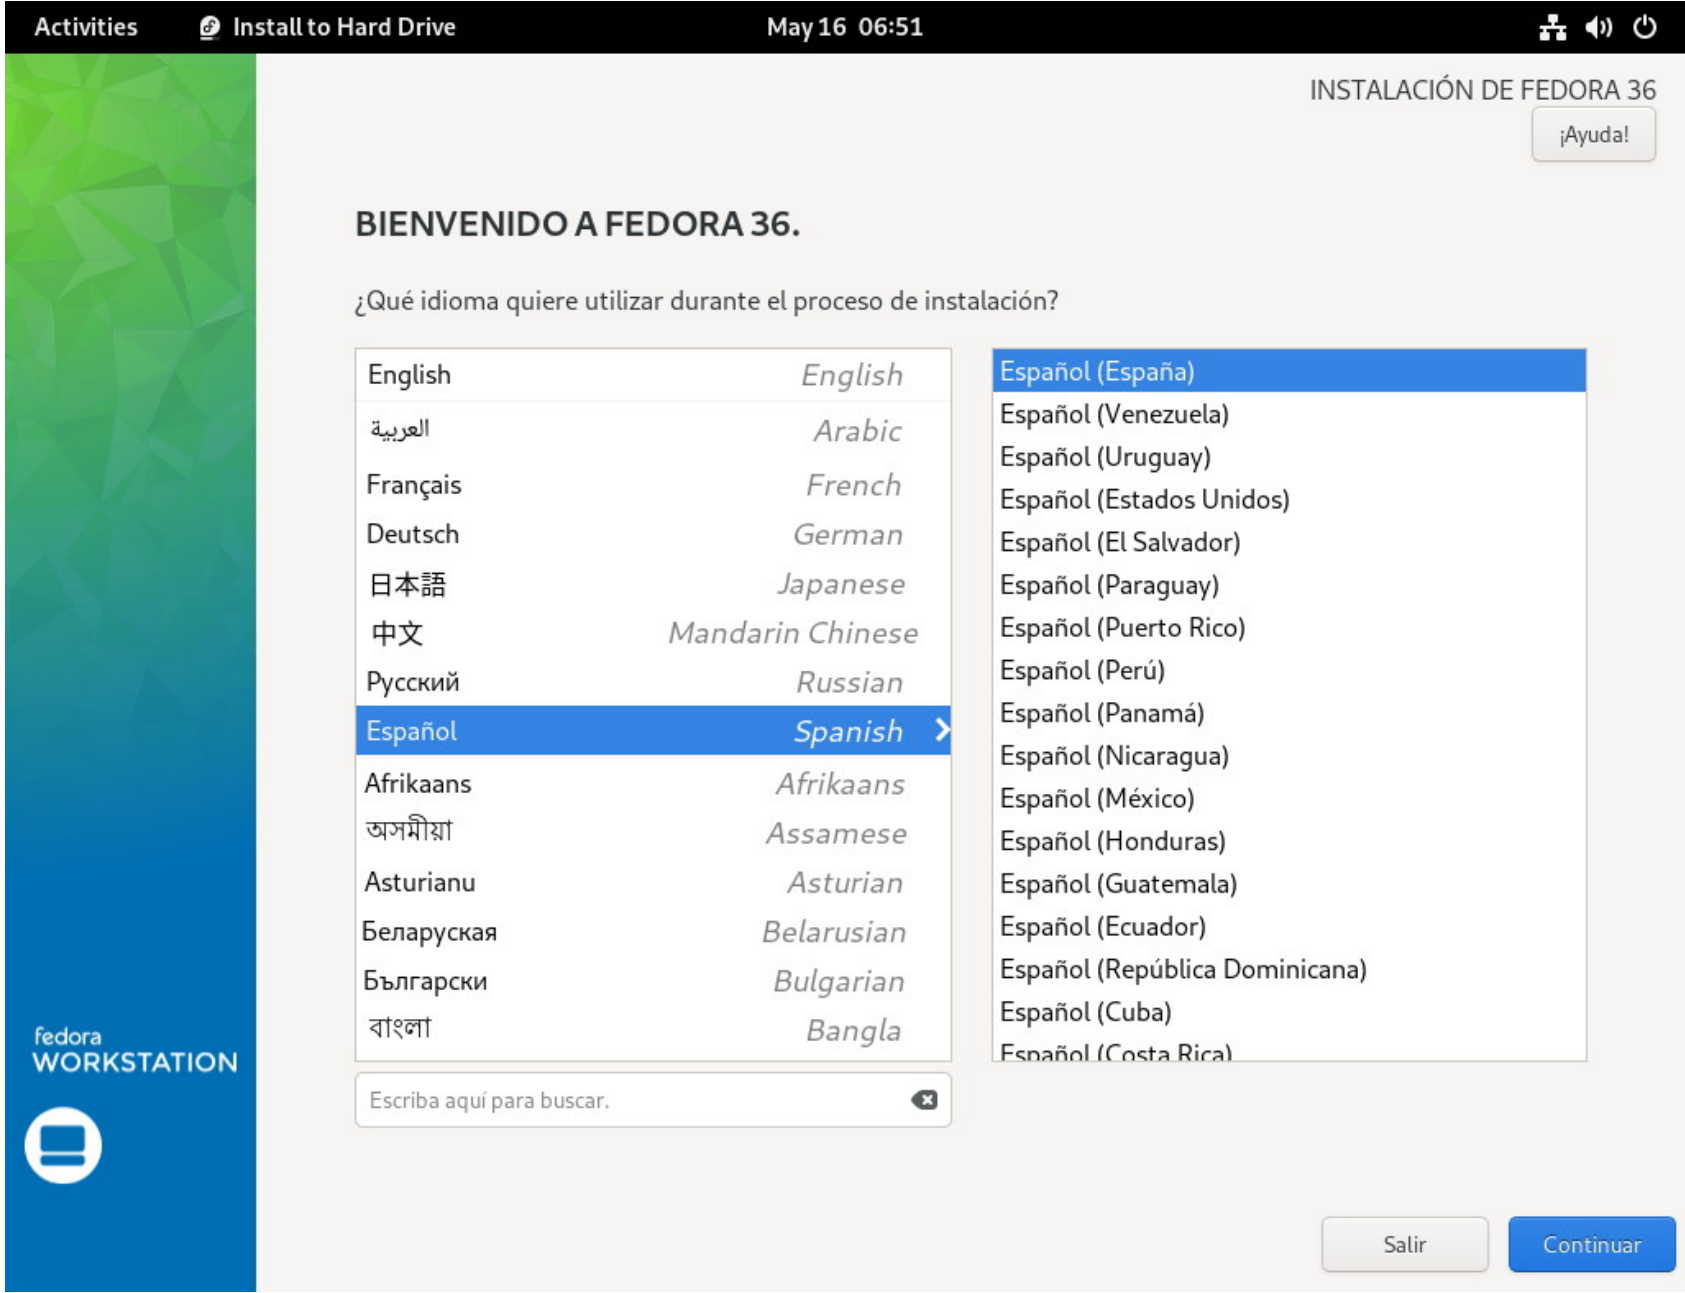 Activities Install to Hard Drive May 16 06:51
INSTALACIÓN DE FEDORA 36
¡Ayuda!
BIENVENIDO A FEDORA 36.
¿Qué idioma quiere utilizar durante el proceso de instalación?
English English
العربية Arabic
Français French
Deutsch German
日本語 Japanese
中文 Mandarin Chinese
Русский Russian
Español Spanish
Afrikaans Afrikaans
অসমীয়া Assamese
Asturianu Asturian
Беларуская Belarusian
Български Bulgarian
বাংলা Bangla
Escriba aquí para buscar.
Español (España)
Español (Venezuela)
Español (Uruguay)
Español (Estados Unidos)
Español (El Salvador)
Español (Paraguay)
Español (Puerto Rico)
Español (Perú)
Español (Panamá)
Español (Nicaragua)
Español (México)
Español (Honduras)
Español (Guatemala)
Español (Ecuador)
Español (República Dominicana)
Español (Cuba)
Español (Costa Rica)
fedora
WORKSTATION
Salir Continuar